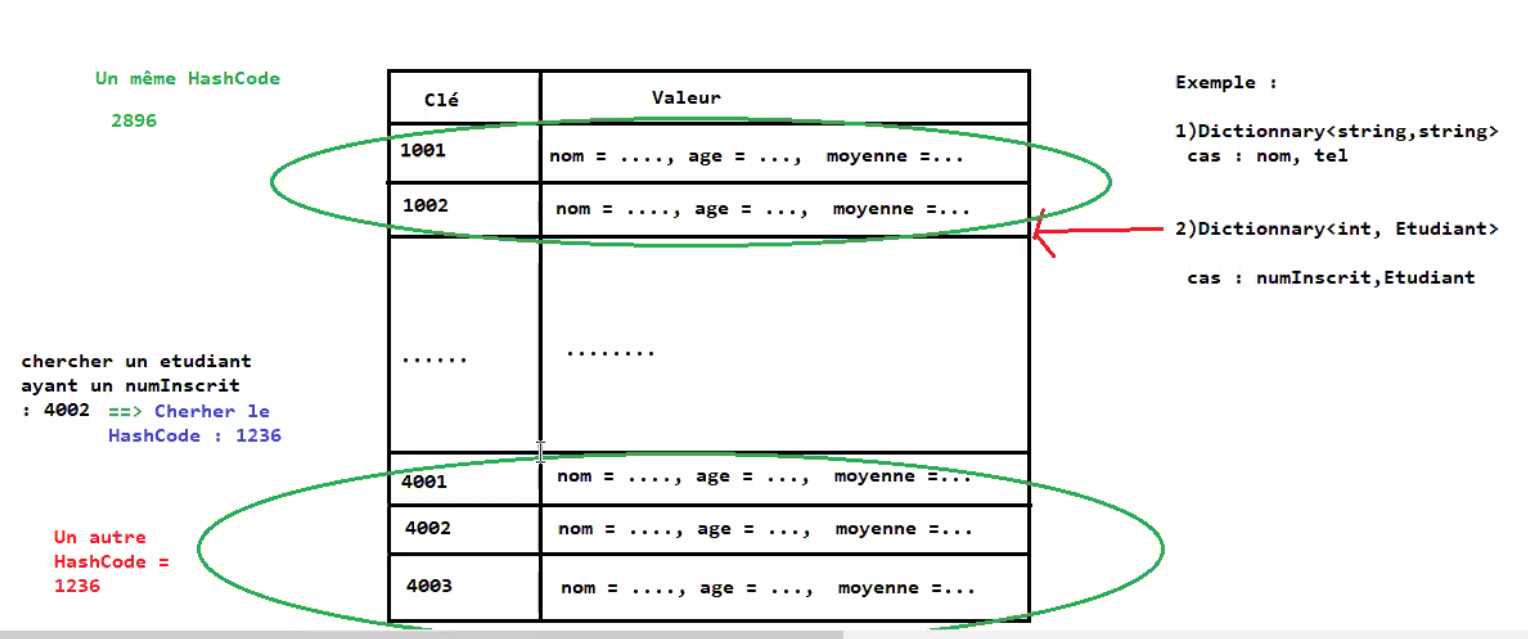 Un même HashCode
2896
Clé
Valeur
1001
nom = ...., age = ..., moyenne =...
1002
nom = ...., age = ..., moyenne =...
......
........
4001
nom = ...., age = ..., moyenne =...
4002
nom = ...., age = ..., moyenne =...
4003
nom = ...., age = ..., moyenne =...
chercher un etudiant
ayant un numInscrit
: 4002 ==> Cherher le
HashCode : 1236
Un autre
HashCode =
1236
Exemple :
1)Dictionnary<string,string>
cas : nom, tel
2)Dictionnary<int, Etudiant>
cas : numInscrit,Etudiant